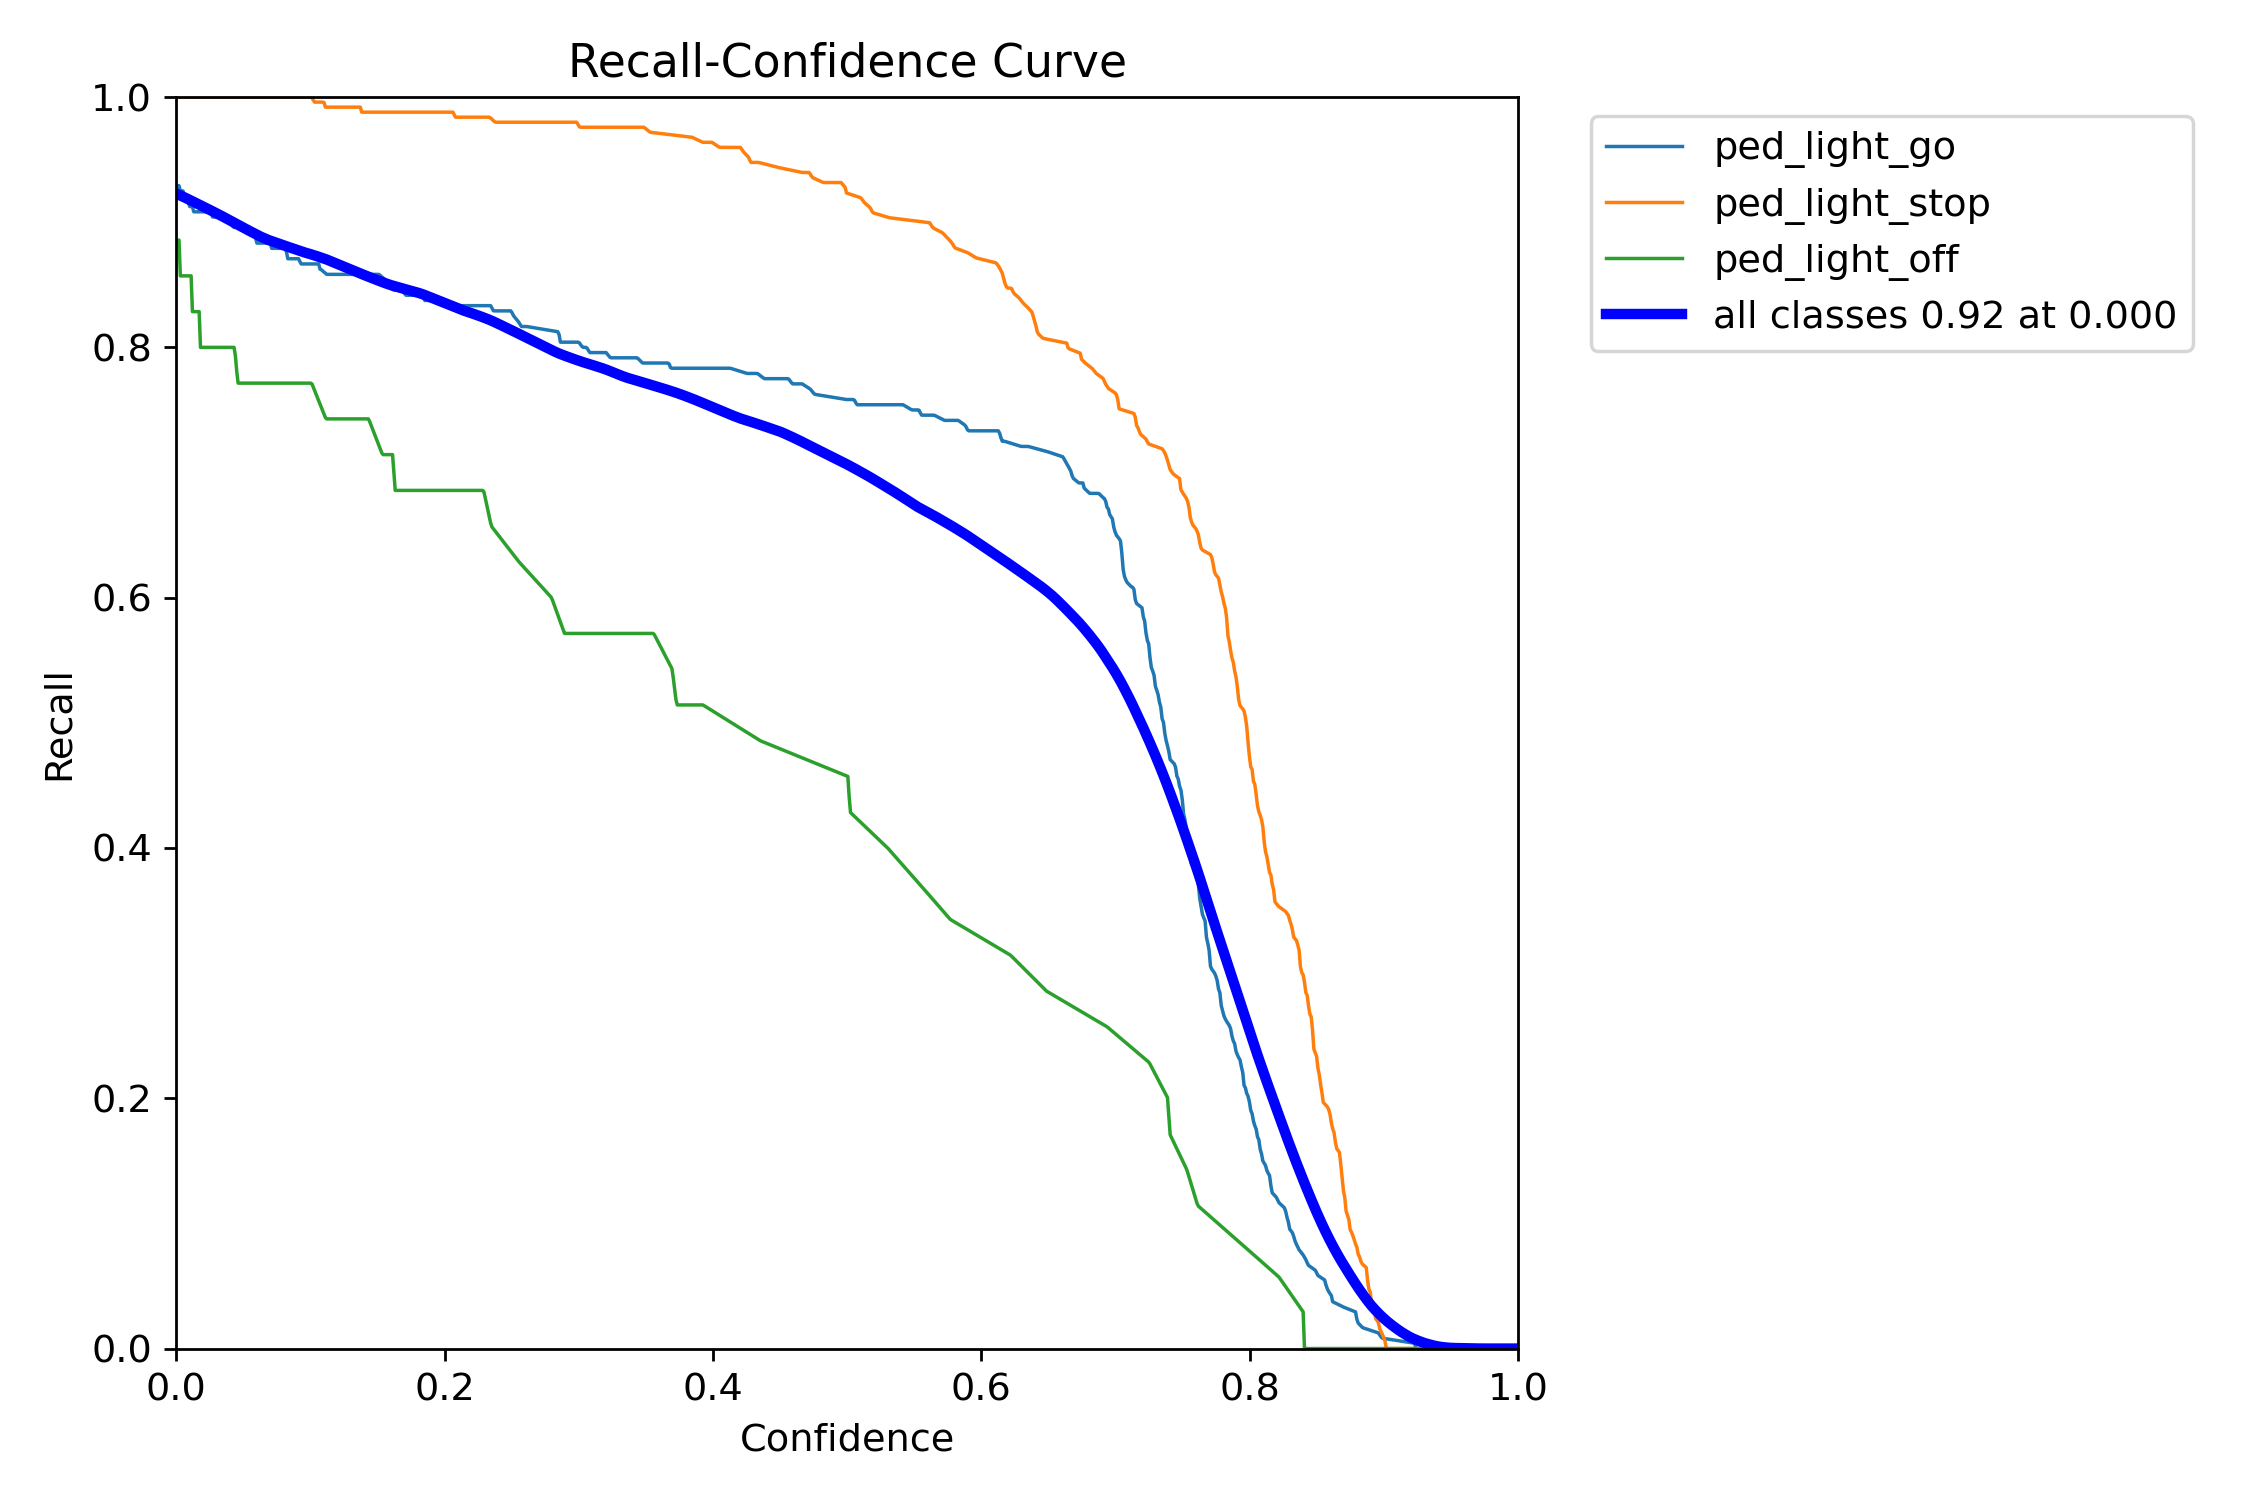 Recall-Confidence Curve
1.0
0.8
0.6
0.4
0.2
0.0
Recall
0.0 0.2 0.4 0.6 0.8 1.0
Confidence
ped_light_go
ped_light_stop
ped_light_off
all classes 0.92 at 0.000